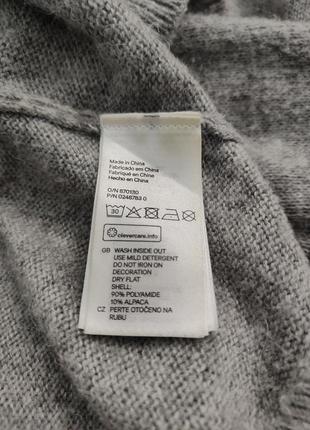 Made in China
Fabricado em China
Fabriqué en China
Hecho en China
O/N 670130
P/N 0246783 0
30
clevercare.info
GB WASH INSIDE OUT
USE MILD DETERGENT
DO NOT IRON ON
DECORATION
DRY FLAT
SHELL:
90% POLYAMIDE
10% ALPACA
CZ PERTE OTOČENO NA
RUBU